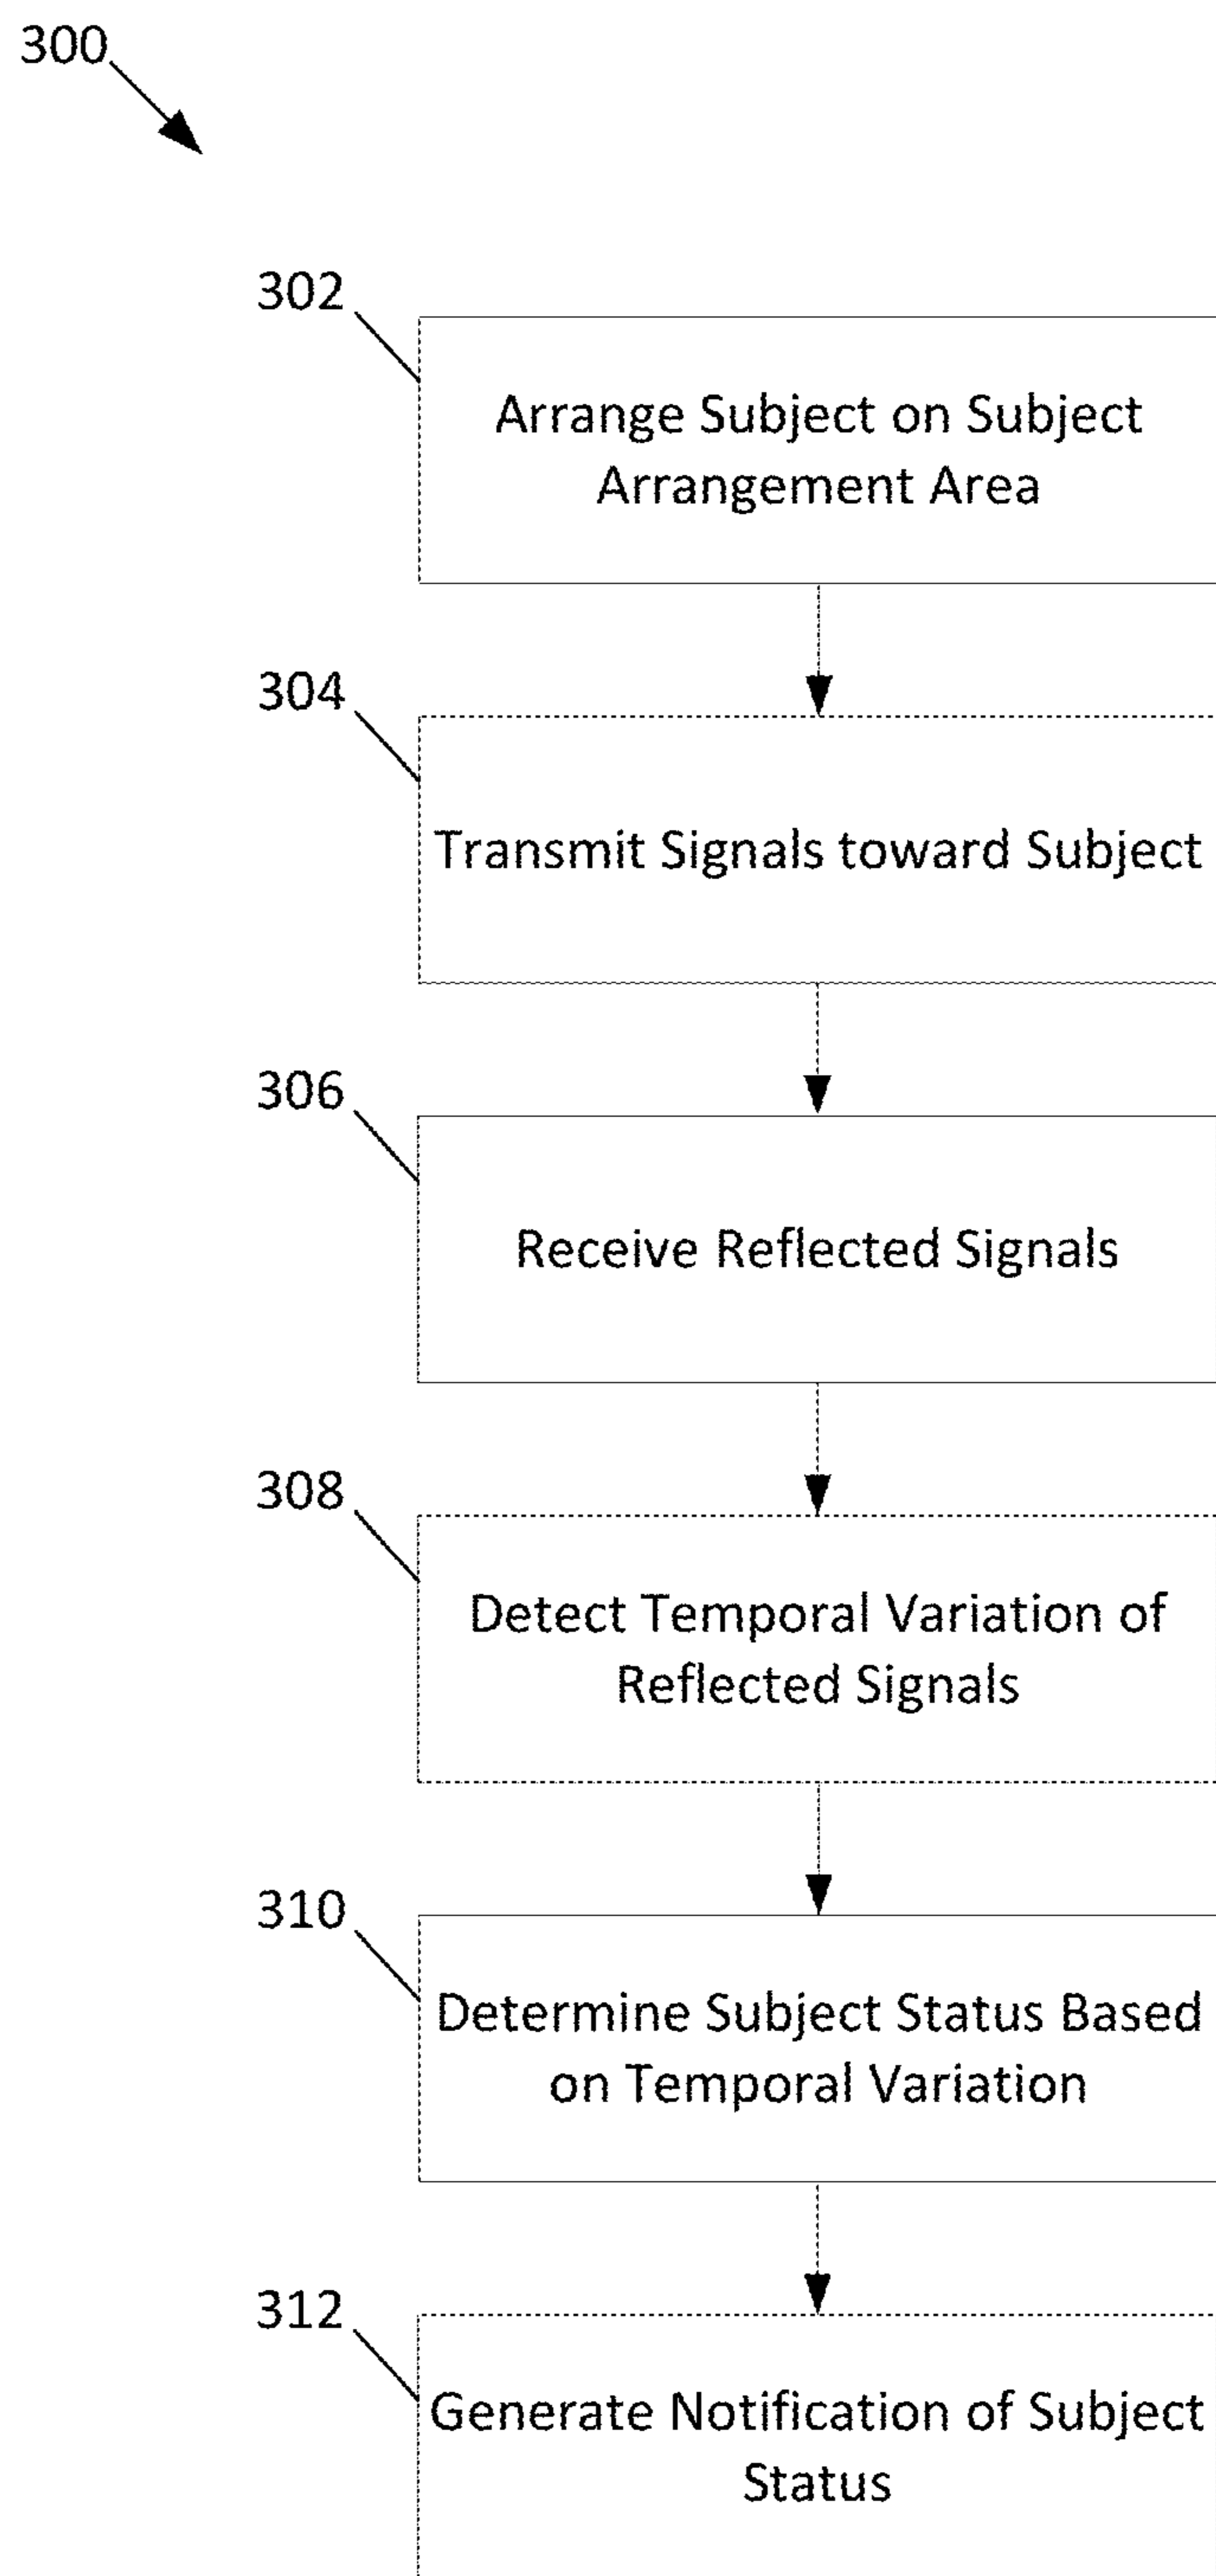 300
302
Arrange Subject on Subject
Arrangement Area
304
Transmit Signals toward Subject
306
Receive Reflected Signals
308
Detect Temporal Variation of
Reflected Signals
310
Determine Subject Status Based
on Temporal Variation
312
Generate Notification of Subject
Status